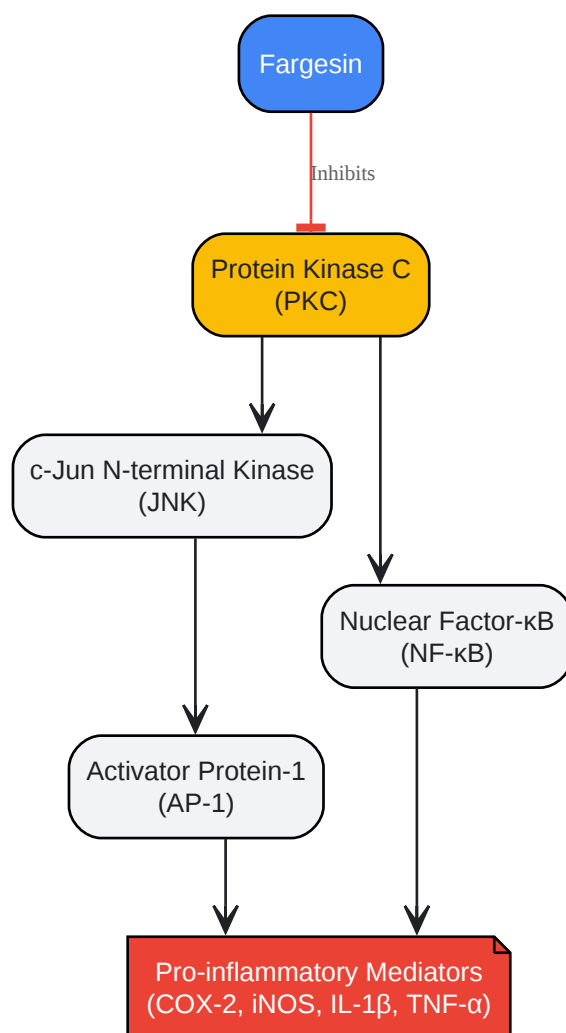 Fargesin
Inhibits
Protein Kinase C
(PKC)
c-Jun N-terminal Kinase
(JNK)
Nuclear Factor-κB
(NF-κB)
Activator Protein-1
(AP-1)
Pro-inflammatory Mediators
(COX-2, iNOS, IL-1β, TNF-α)